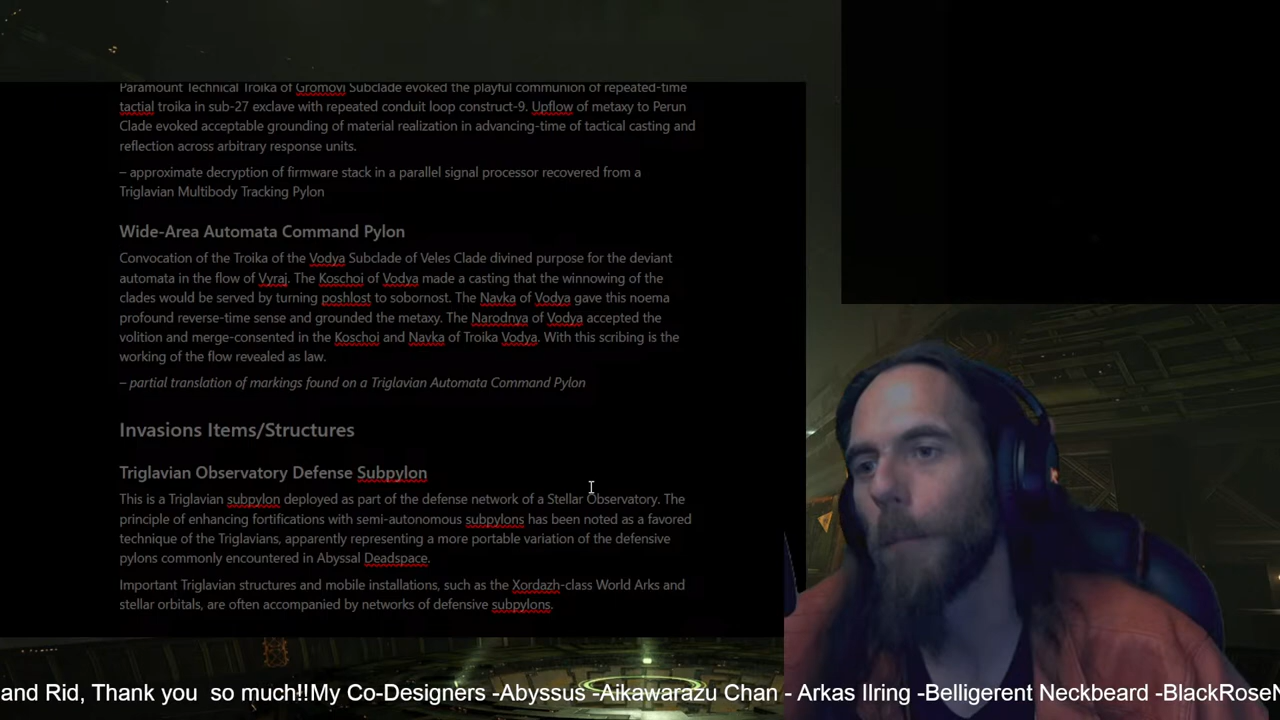 Paramount Technical Troika of Gromovi Subclade evoked the playful communion of repeated-time
tactial troika in sub-27 exclave with repeated conduit loop construct-9. Upflow of metaxy to Perun
Clade evoked acceptable grounding of material realization in advancing-time of tactical casting and
reflection across arbitrary response units.
– approximate decryption of firmware stack in a parallel signal processor recovered from a
Triglavian Multibody Tracking Pylon
Wide-Area Automata Command Pylon
Convocation of the Troika of the Vodya Subclade of Veles Clade divined purpose for the deviant
automata in the flow of Vyraj. The Koschoi of Vodya made a casting that the winnowing of the
clades would be served by turning poshlost to sobornost. The Navka of Vodya gave this noema
profound reverse-time sense and grounded the metaxy. The Narodnya of Vodya accepted the
volition and merge-consented in the Koschoi and Navka of Troika Vodya. With this scribing is the
working of the flow revealed as law.
– partial translation of markings found on a Triglavian Automata Command Pylon
Invasions Items/Structures
Triglavian Observatory Defense Subpylon
This is a Triglavian subpylon deployed as part of the defense network of a Stellar Observatory. The
principle of enhancing fortifications with semi-autonomous subpylons has been noted as a favored
technique of the Triglavians, apparently representing a more portable variation of the defensive
pylons commonly encountered in Abyssal Deadspace.
Important Triglavian structures and mobile installations, such as the Xordazh-class World Arks and
stellar orbitals, are often accompanied by networks of defensive subpylons.
and Rid, Thank you  so much!!My Co-Designers -Abyssus -Aikawarazu Chan - Arkas Ilring -Belligerent Neckbeard -BlackRoseN